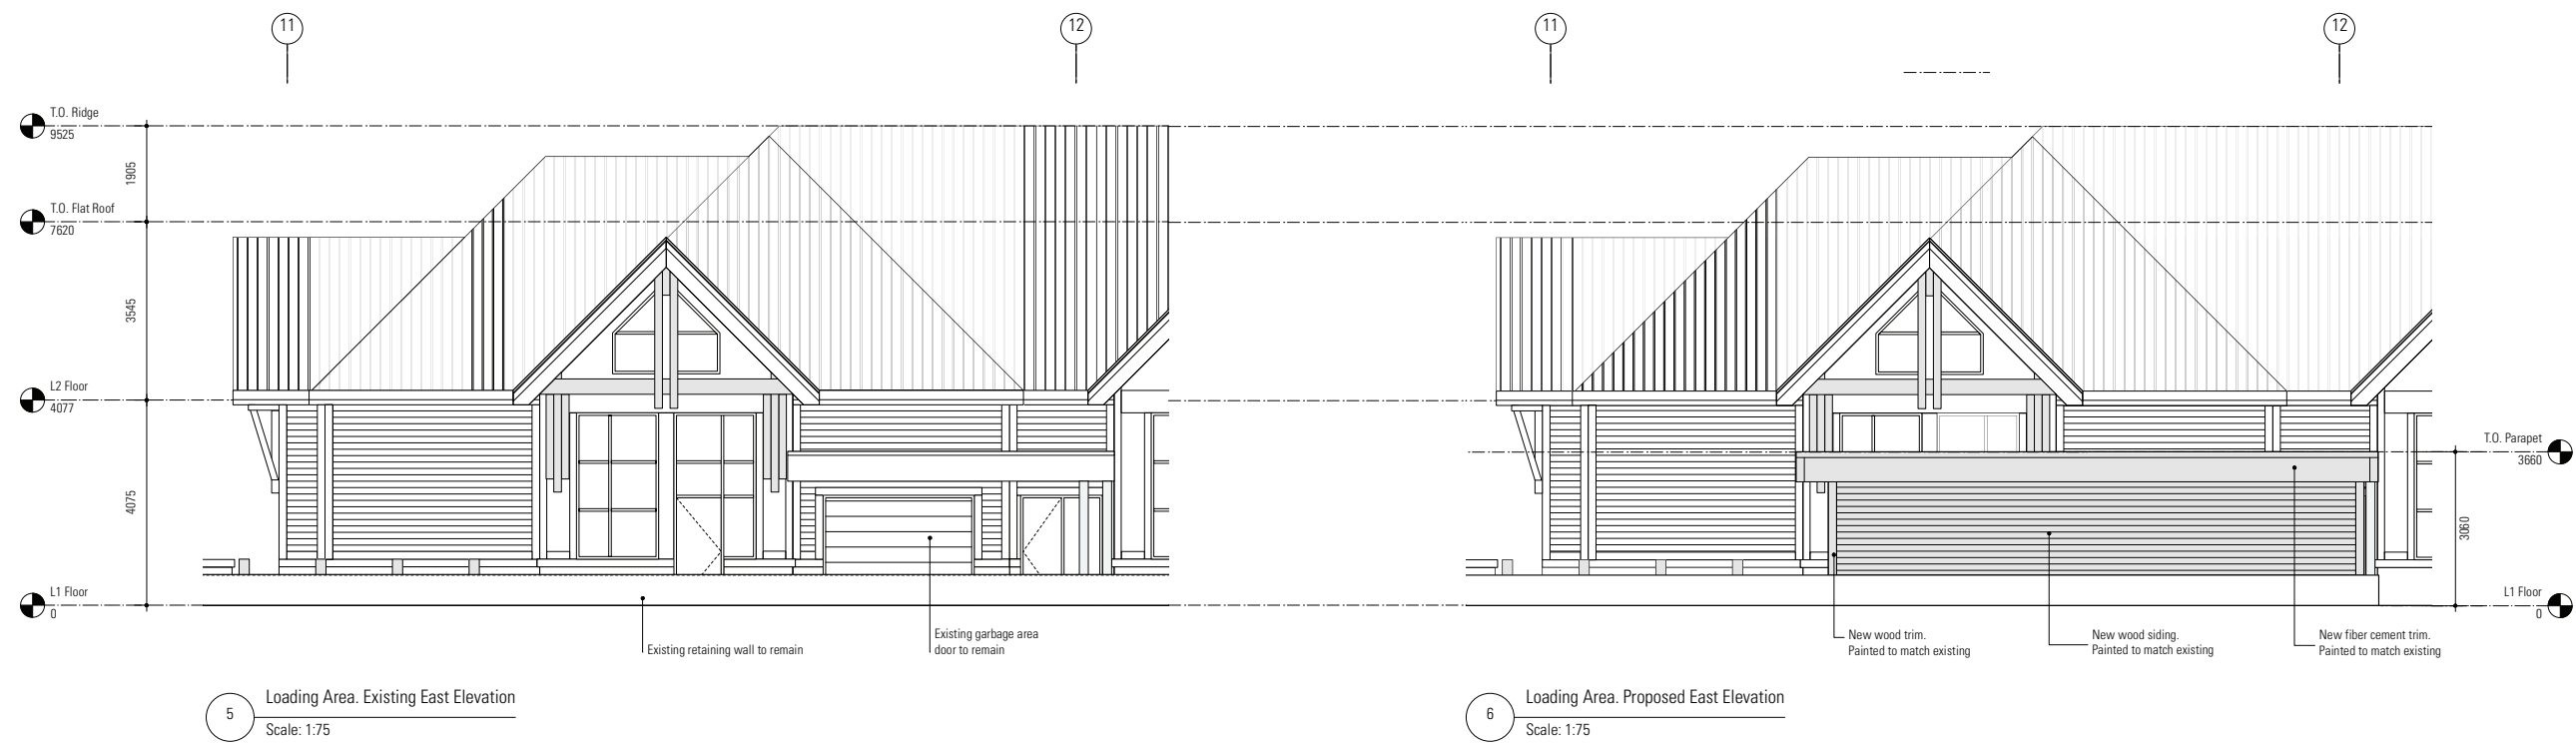 11
12
11
12
T.O. Ridge
9525
1905
T.O. Flat Roof
7620
3545
L2 Floor
4077
4075
L1 Floor
0
T.O. Parapet
3660
3060
L1 Floor
0
Existing retaining wall to remain
Existing garbage area
door to remain
New wood trim.
Painted to match existing
New wood siding.
Painted to match existing
New fiber cement trim.
Painted to match existing
5
Loading Area. Existing East Elevation
Scale: 1:75
6
Loading Area. Proposed East Elevation
Scale: 1:75